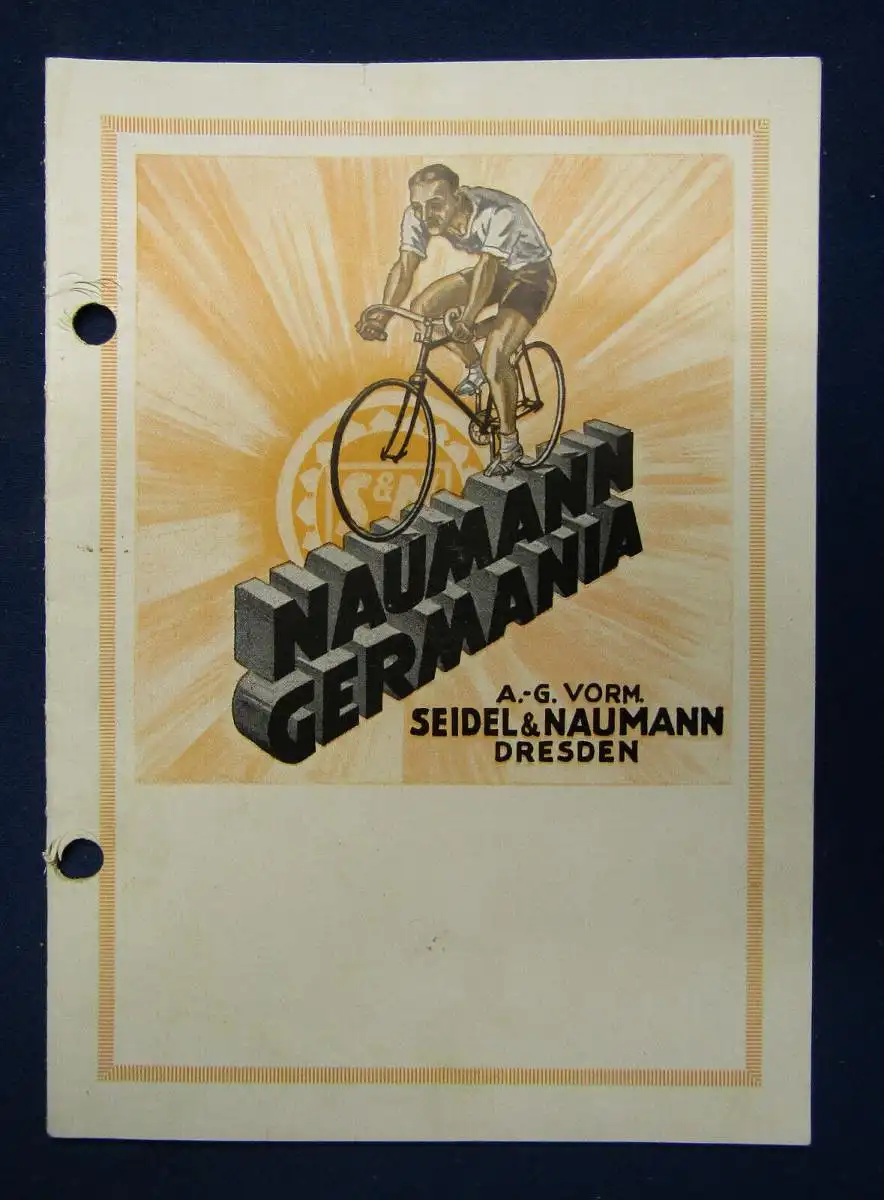 S&N
NAUMANN
GERMANIA
A.-G. VORM.
SEIDEL & NAUMANN
DRESDEN